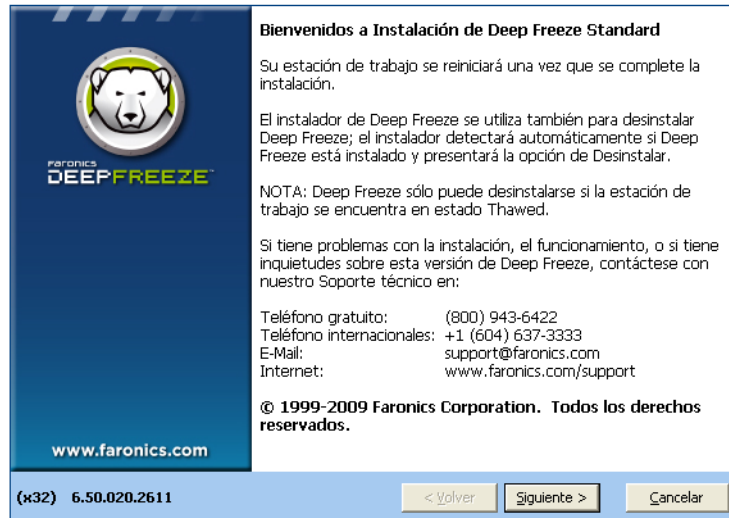 Bienvenidos a Instalación de Deep Freeze Standard
Su estación de trabajo se reiniciará una vez que se complete la
instalación.
El instalador de Deep Freeze se utiliza también para desinstalar
Deep Freeze; el instalador detectará automáticamente si Deep
Freeze está instalado y presentará la opción de Desinstalar.
NOTA: Deep Freeze sólo puede desinstalarse si la estación de
trabajo se encuentra en estado Thawed.
Si tiene problemas con la instalación, el funcionamiento, o si tiene
inquietudes sobre esta versión de Deep Freeze, contáctese con
nuestro Soporte técnico en:
Teléfono gratuito: (800) 943-6422
Teléfono internacionales: +1 (604) 637-3333
E-Mail: support@faronics.com
Internet: www.faronics.com/support
© 1999-2009 Faronics Corporation. Todos los derechos
reservados.
FARONICS
DEEPFREEZE™
www.faronics.com
(x32) 6.50.020.2611
< Volver
Siguiente >
Cancelar